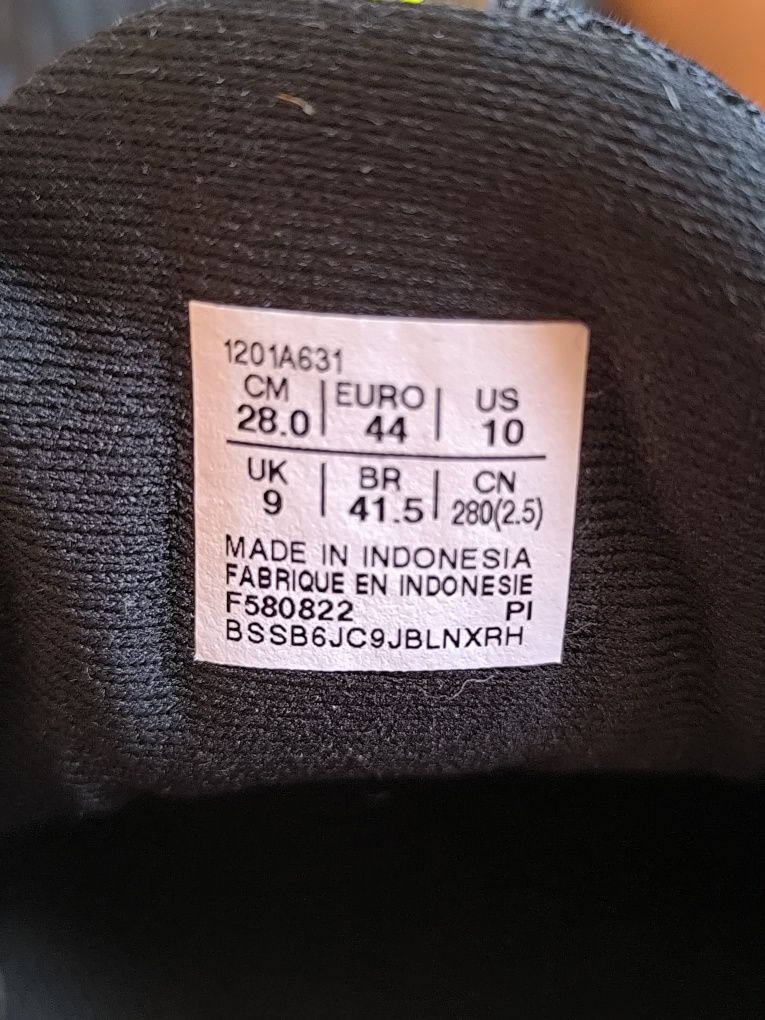 1201A631
CM | EURO | US
28.0 | 44 | 10
UK | BR | CN
9 | 41.5 | 280(2.5)
MADE IN INDONESIA
FABRIQUE EN INDONESIE
F580822 PI
BSSB6JC9JBLNXRH